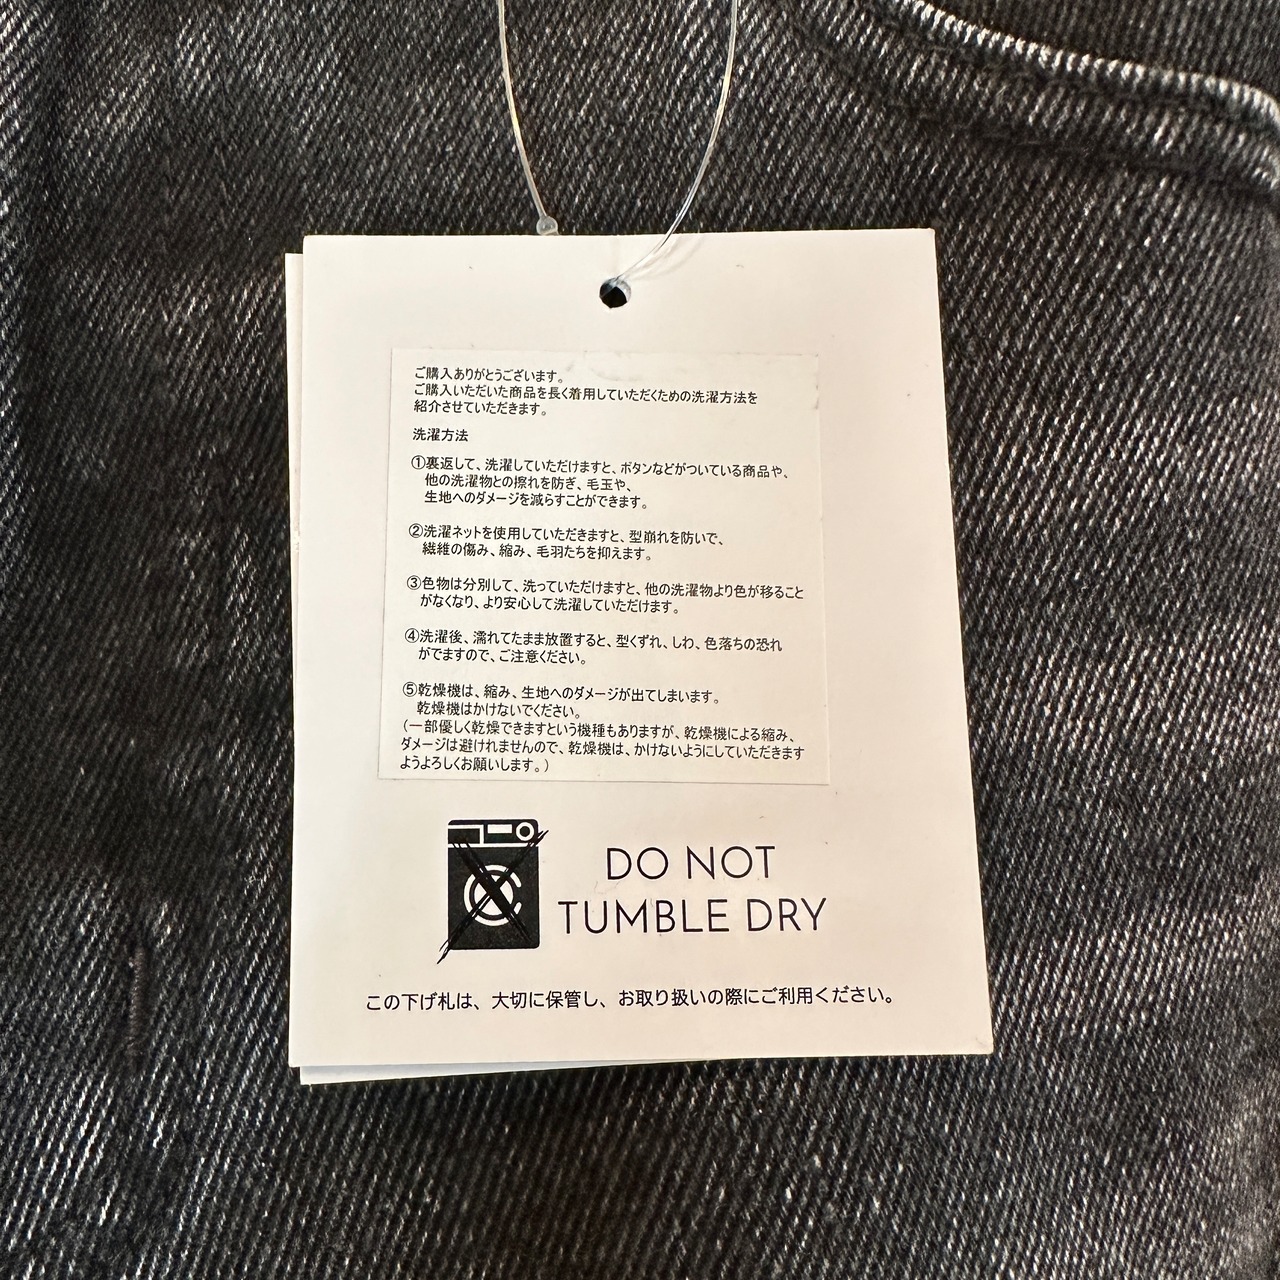 ご購入ありがとうございます。
ご購入いただいた商品を長く着用していただくための洗濯方法を
紹介させていただきます。
洗濯方法
①裏返して、洗濯していただけますと、ボタンなどがついている商品や、
他の洗濯物との擦れを防ぎ、毛玉や、
生地へのダメージを減らすことができます。
②洗濯ネットを使用していただきますと、型崩れを防いで、
繊維の傷み、縮み、毛羽たちを抑えます。
③色物は分別して、洗っていただけますと、他の洗濯物より色が移ること
がなくなり、より安心して洗濯していただけます。
④洗濯後、濡れてたまま放置すると、型くずれ、しわ、色落ちの恐れ
がでますので、ご注意ください。
⑤乾燥機は、縮み、生地へのダメージが出てしまいます。
乾燥機はかけないでください。
(一部優しく乾燥できますという機種もありますが、乾燥機による縮み、
ダメージは避けれませんので、乾燥機は、かけないようにしていただきます
ようよろしくお願いします。)
DO NOT
TUMBLE DRY
この下げ札は、大切に保管し、お取り扱いの際にご利用ください。